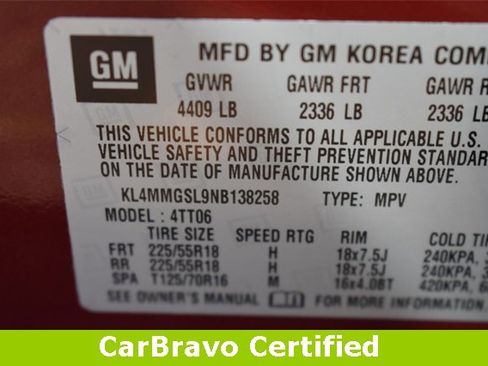 GM
MFD BY GM KOREA COM
GVWR GAWR FRT GAWR R
4409 LB 2336 LB 2336 LB
THIS VEHICLE CONFORMS TO ALL APPLICABLE U.S.
VEHICLE SAFETY AND THEFT PREVENTION STANDAR
ON THE DATE OF MANUFACTURE SHOWN ABOVE.
KL4MMGSL9NB138258 TYPE: MPV
MODEL: 4TT06
TIRE SIZE SPEED RTG RIM COLD TI
FRT 225/55R18 H 18x7.5J 240KPA,
RR 225/55R18 H 18x7.5J 240KPA,
SPA T125/70R16 M 16x4.0BT 420KPA, 6
SEE OWNER'S MANUAL FOR MORE INFORMATION
CarBravo Certified